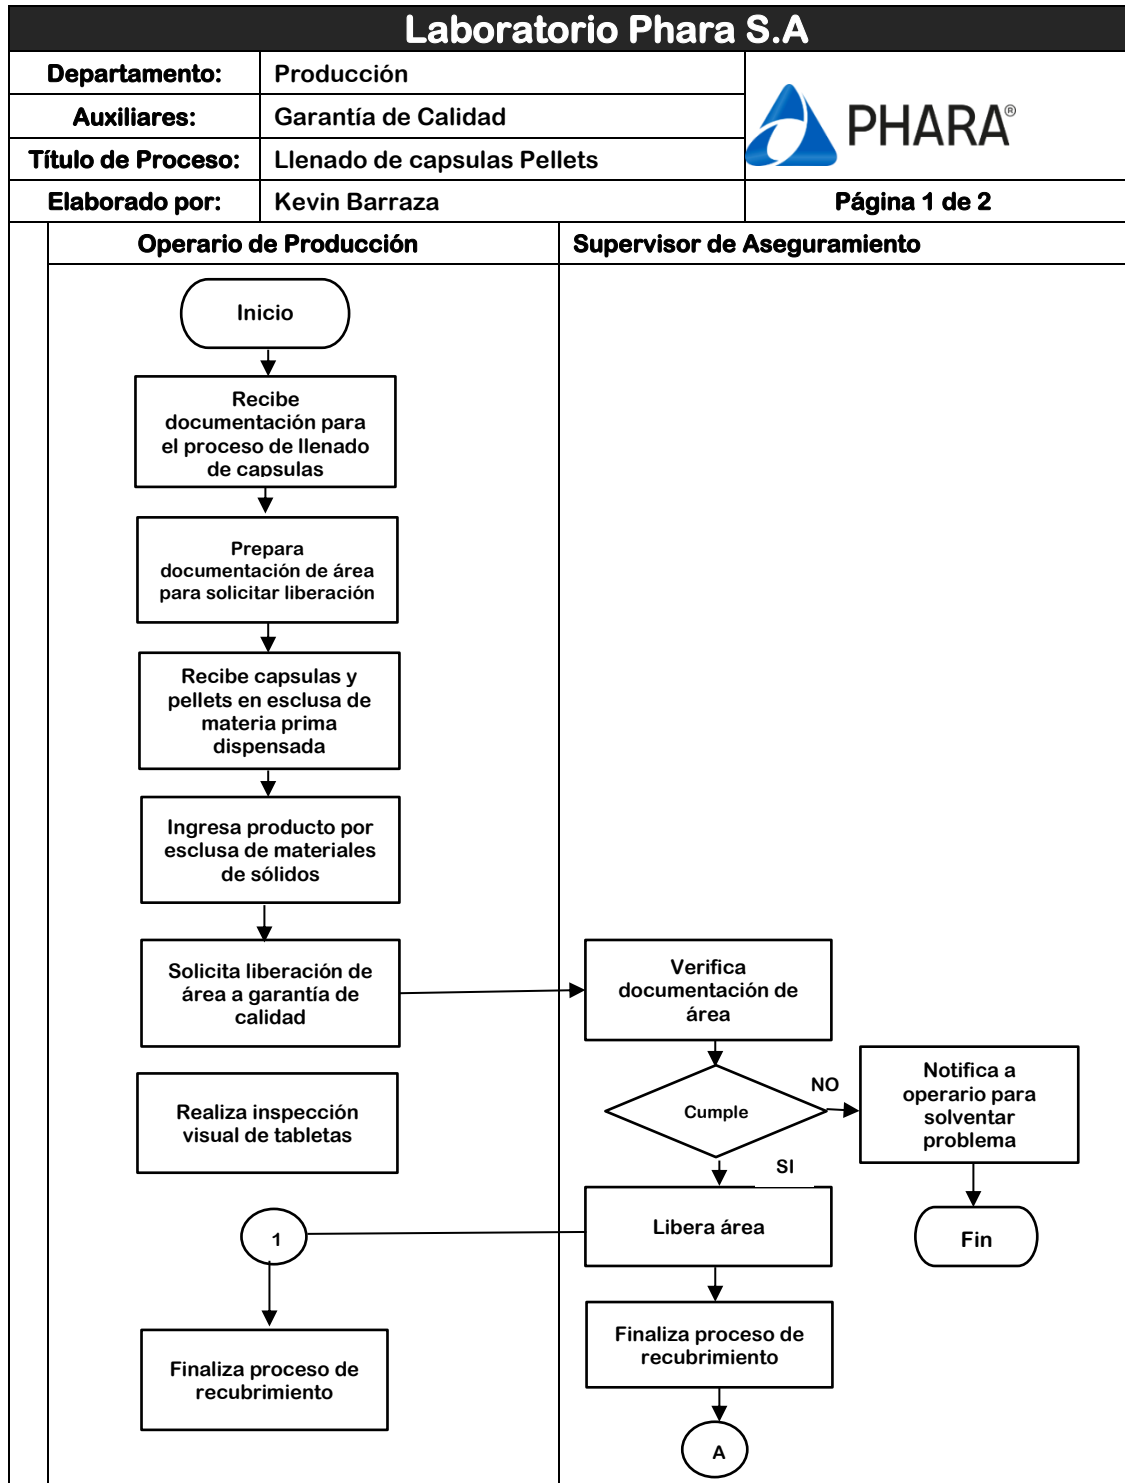 Laboratorio Phara S.A
Departamento:
Producción
Auxiliares:
Garantía de Calidad
PHARA®
Título de Proceso:
Llenado de capsulas Pellets
Elaborado por:
Kevin Barraza
Página 1 de 2
Operario de Producción
Supervisor de Aseguramiento
Inicio
Recibe
documentación para
el proceso de llenado
de capsulas
Prepara
documentación de área
para solicitar liberación
Recibe capsulas y
pellets en esclusa de
materia prima
dispensada
Ingresa producto por
esclusa de materiales
de sólidos
Solicita liberación de
área a garantía de
calidad
Verifica
documentación de
área
Cumple
NO
Notifica a
operario para
solventar
problema
Fin
SI
Realiza inspección
visual de tabletas
Libera área
1
Finaliza proceso de
recubrimiento
Finaliza proceso de
recubrimiento
A